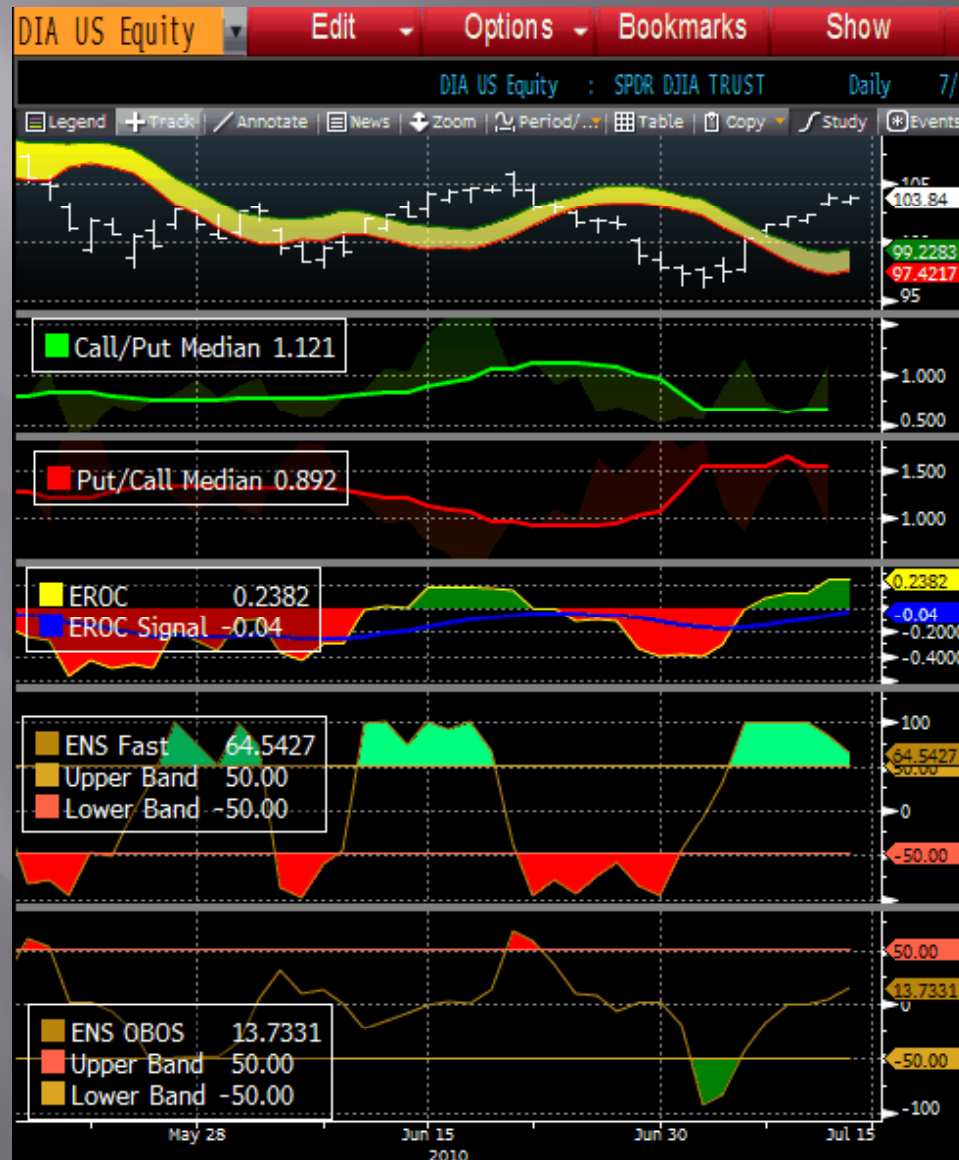 DIA US Equity Edit Options Bookmarks Show
DIA US Equity : SPDR DJIA TRUST Daily 7/
Legend Track Annotate News Zoom Period/... Table Copy Study Events
105
103.84
99.2283
97.4217
95
Call/Put Median 1.121
1.000
0.500
Put/Call Median 0.892
1.500
1.000
EROC 0.2382
EROC Signal -0.04
0.2382
-0.04
-0.2000
-0.4000
ENS Fast 64.5427
Upper Band 50.00
Lower Band -50.00
100
64.5427
50.00
0
-50.00
50.00
13.7331
0
-50.00
-100
ENS OBOS 13.7331
Upper Band 50.00
Lower Band -50.00
May 28 Jun 15 Jun 30 Jul 15
2010